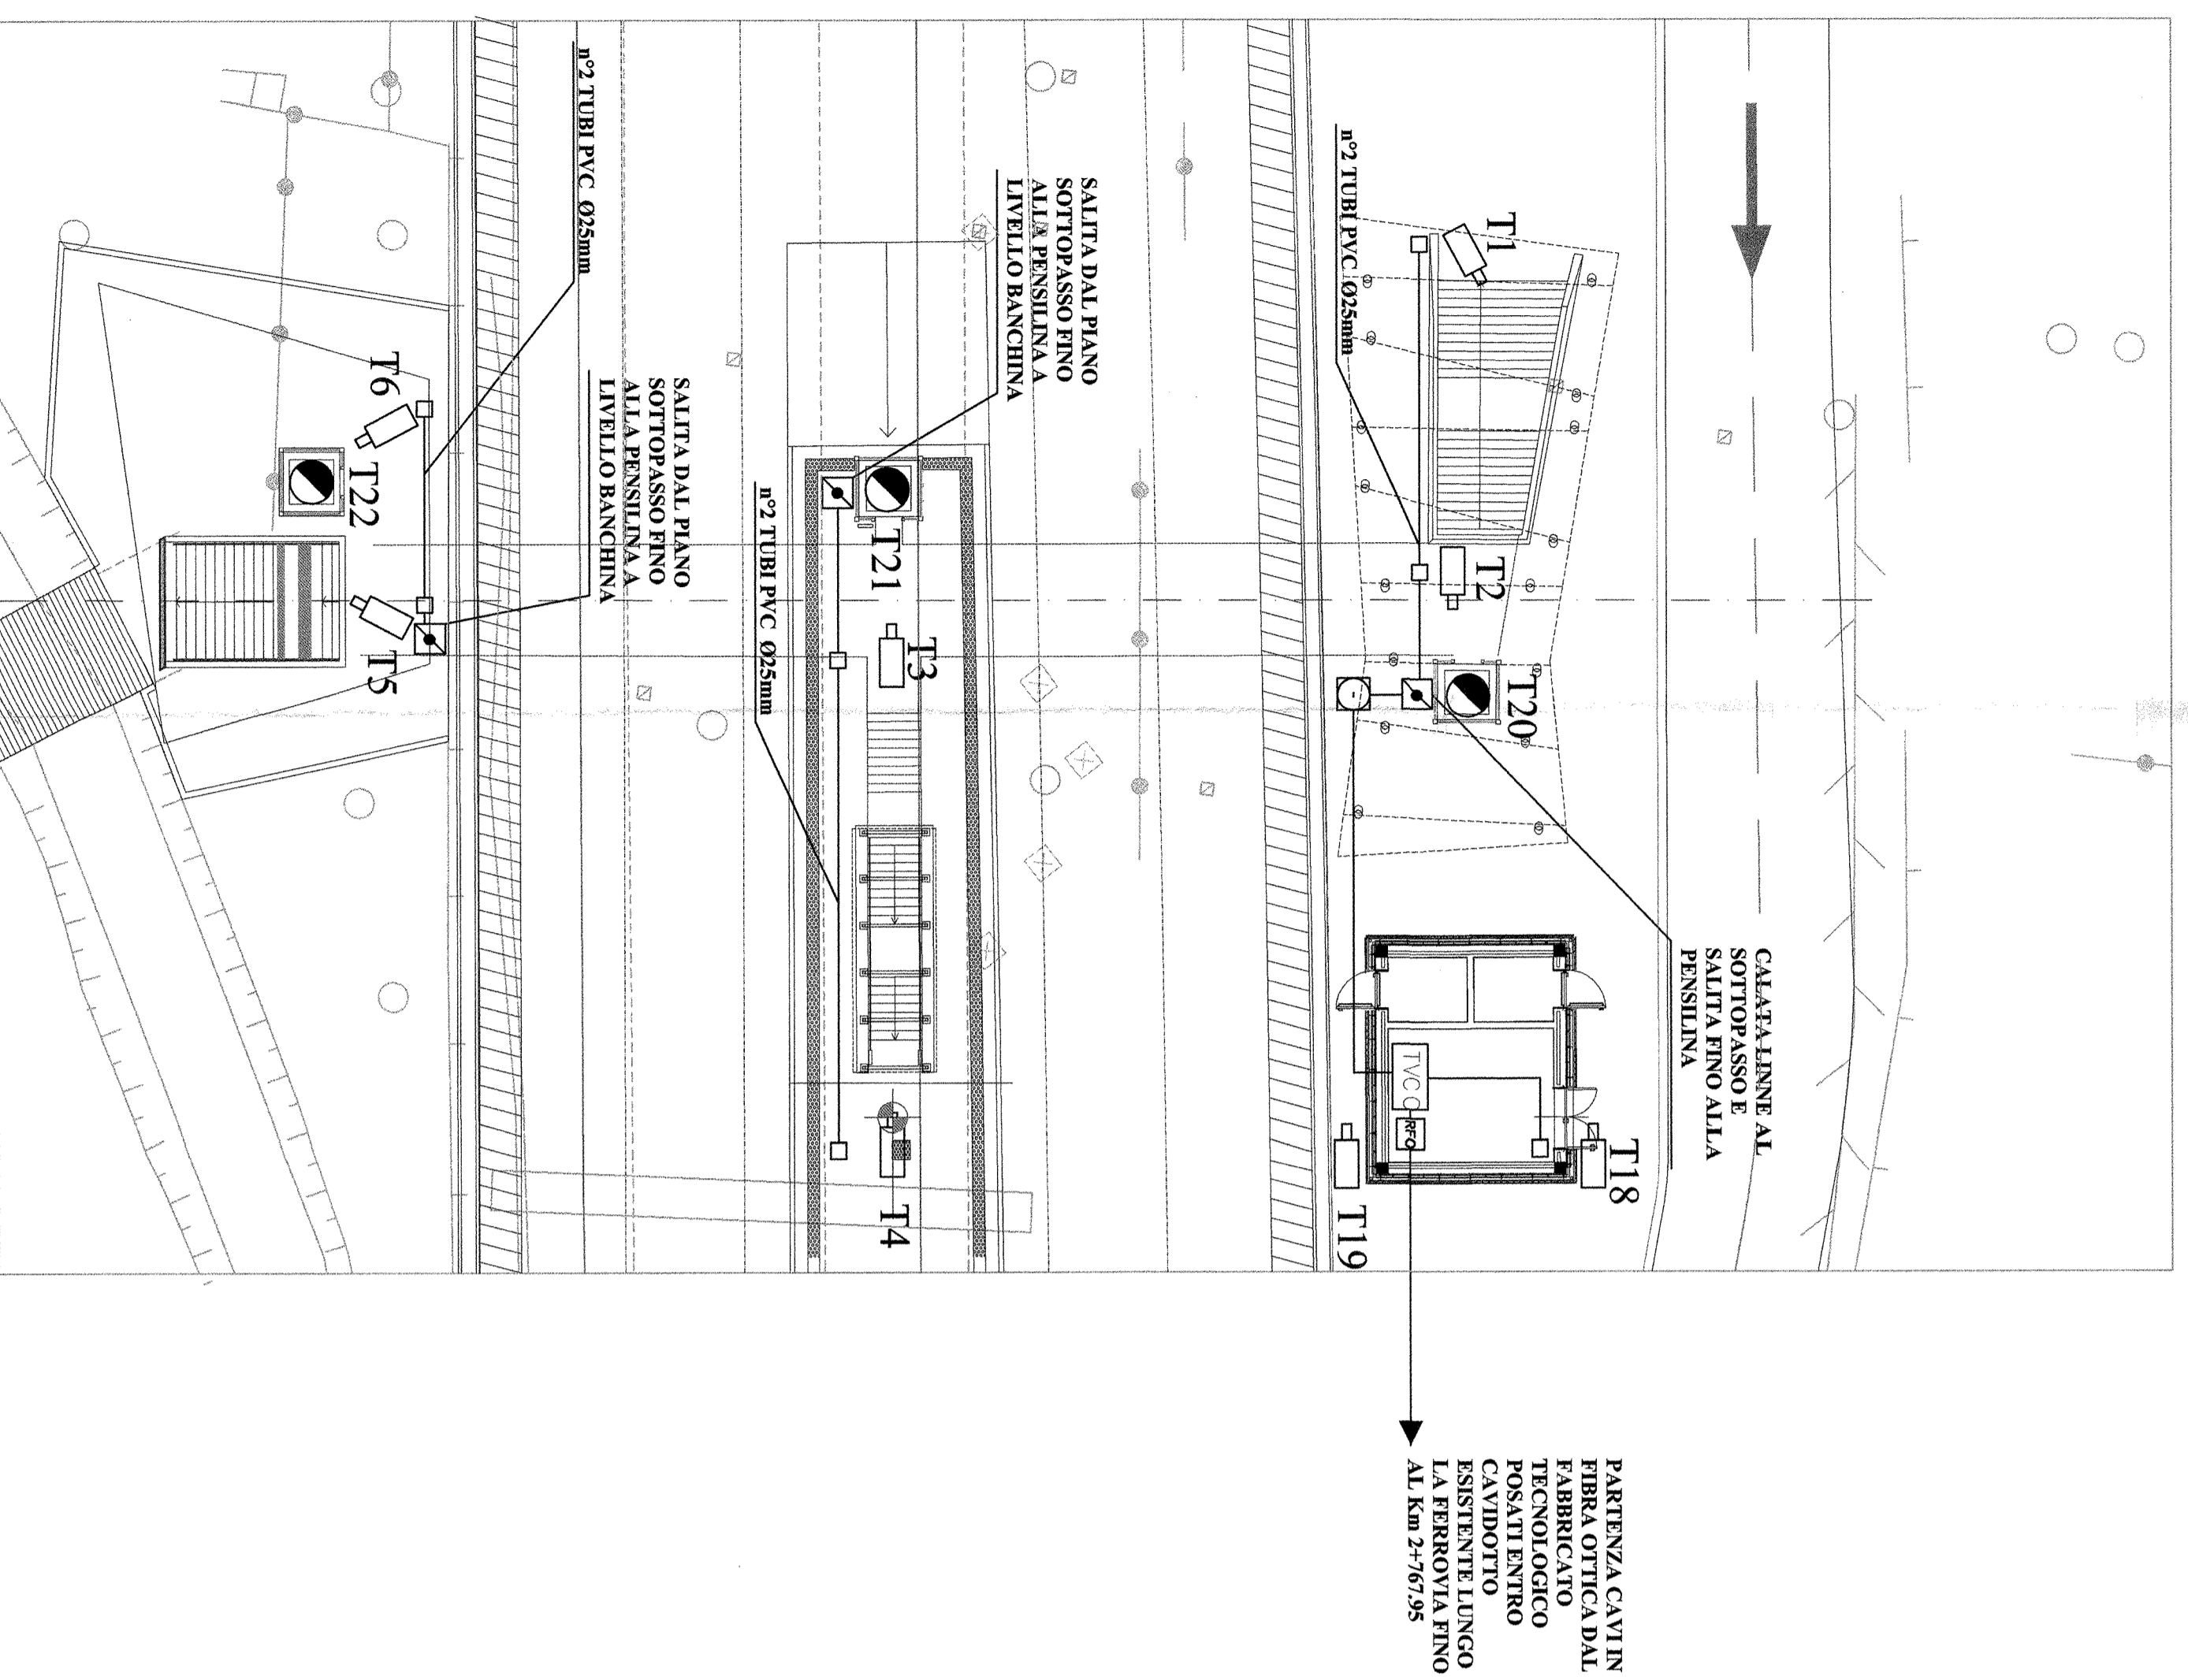 n°2 TUBI PVC Ø25mm
SALITA DAL PIANO
SOTTOPASSO FINO
ALLA PENSILINA A
LIVELLO BANCHINA
n°2 TUBI PVC Ø25mm
T1
T6
T22
T5
SALITA DAL PIANO
SOTTOPASSO FINO
ALLA PENSILINA A
LIVELLO BANCHINA
n°2 TUBI PVC Ø25mm
T21
T3
T2
T20
CALATA LINNE AL
SOTTOPASSO E
SALITA FINO ALLA
PENSILINA
TVC C
RFO
T4
T18
T19
PARTENZA CAVI IN
FIBRA OTTICA DAL
FABBRICATO
TECNOLOGICO
POSATI ENTRO
CAVIDOTTO
ESISTENTE LUNGO
LA FERROVIA FINO
AL Km 2+767.95